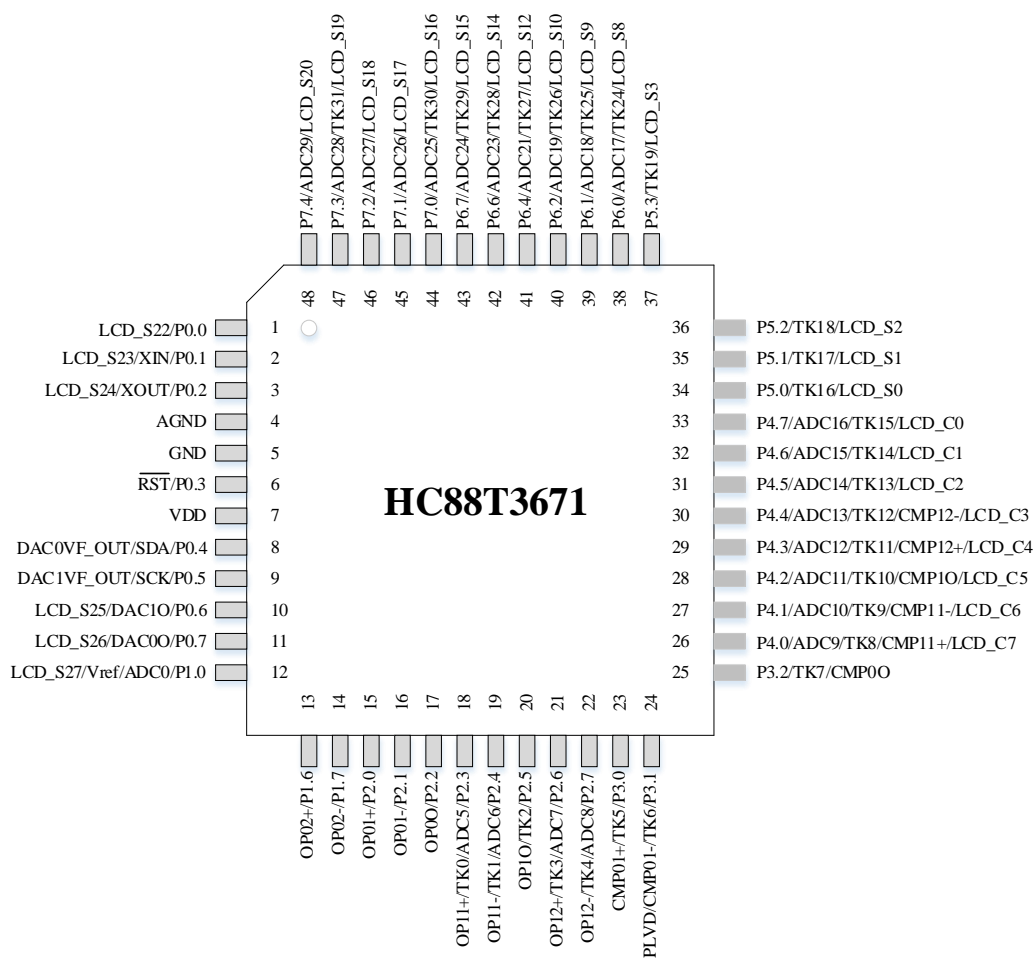 P7.4/ADC29/LCD_S20
P7.3/ADC28/TK31/LCD_S19
P7.2/ADC27/LCD_S18
P7.1/ADC26/LCD_S17
P7.0/ADC25/TK30/LCD_S16
P6.7/ADC24/TK29/LCD_S15
P6.6/ADC23/TK28/LCD_S14
P6.4/ADC21/TK27/LCD_S12
P6.2/ADC19/TK26/LCD_S10
P6.1/ADC18/TK25/LCD_S9
P6.0/ADC17/TK24/LCD_S8
P5.3/TK19/LCD_S3
48 47 46 45 44 43 42 41 40 39 38 37
LCD_S22/P0.0 1
LCD_S23/XIN/P0.1 2
LCD_S24/XOUT/P0.2 3
AGND 4
GND 5
RST/P0.3 6
VDD 7
DAC0VF_OUT/SDA/P0.4 8
DAC1VF_OUT/SCK/P0.5 9
LCD_S25/DAC1O/P0.6 10
LCD_S26/DAC0O/P0.7 11
LCD_S27/Vref/ADC0/P1.0 12
HC88T3671
36 P5.2/TK18/LCD_S2
35 P5.1/TK17/LCD_S1
34 P5.0/TK16/LCD_S0
33 P4.7/ADC16/TK15/LCD_C0
32 P4.6/ADC15/TK14/LCD_C1
31 P4.5/ADC14/TK13/LCD_C2
30 P4.4/ADC13/TK12/CMP12-/LCD_C3
29 P4.3/ADC12/TK11/CMP12+/LCD_C4
28 P4.2/ADC11/TK10/CMP1O/LCD_C5
27 P4.1/ADC10/TK9/CMP11-/LCD_C6
26 P4.0/ADC9/TK8/CMP11+/LCD_C7
25 P3.2/TK7/CMP0O
13 14 15 16 17 18 19 20 21 22 23 24
OP02+/P1.6
OP02-/P1.7
OP01+/P2.0
OP01-/P2.1
OP0O/P2.2
OP11+/TK0/ADC5/P2.3
OP11-/TK1/ADC6/P2.4
OP1O/TK2/P2.5
OP12+/TK3/ADC7/P2.6
OP12-/TK4/ADC8/P2.7
CMP01+/TK5/P3.0
PLVD/CMP01-/TK6/P3.1